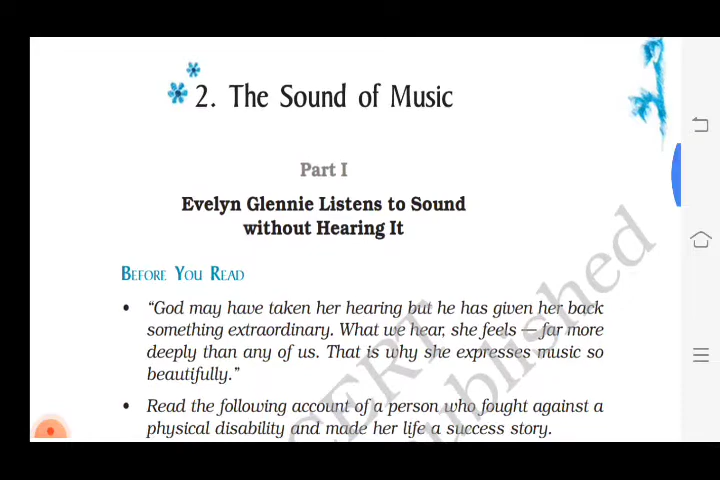 2. The Sound of Music
Part I
Evelyn Glennie Listens to Sound
without Hearing It
BEFORE YOU READ
• “God may have taken her hearing but he has given her back
something extraordinary. What we hear, she feels — far more
deeply than any of us. That is why she expresses music so
beautifully.”
• Read the following account of a person who fought against a
physical disability and made her life a success story.
CERT
ublished